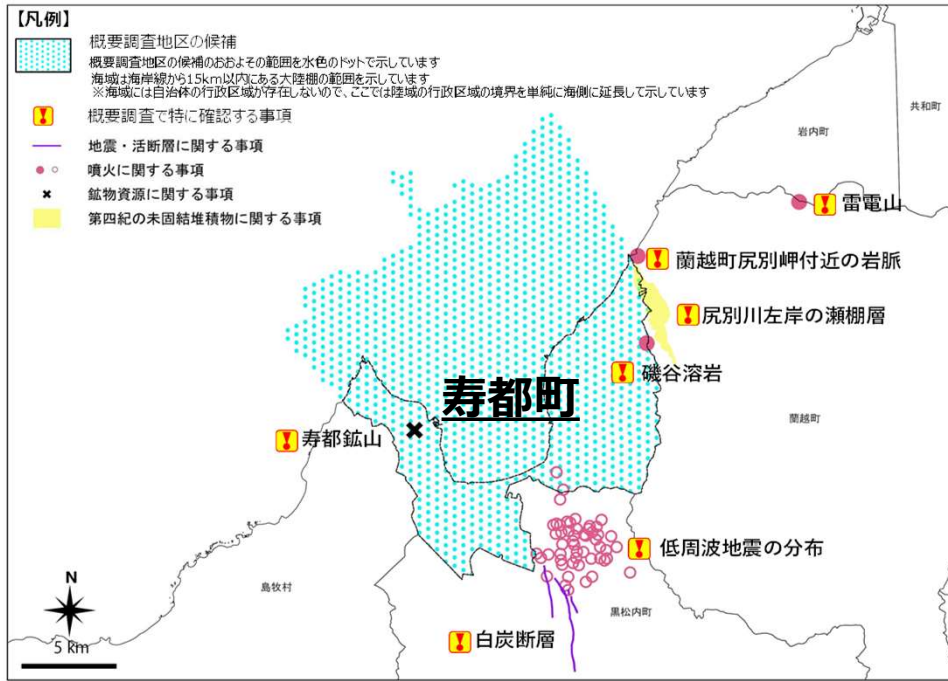 【凡例】
概要調査地区の候補
概要調査地区の候補のおおよその範囲を水色のドットで示しています
海域は海岸線から15km以内にある大陸棚の範囲を示しています
※海域には自治体の行政区域が存在しないので、ここでは陸域の行政区域の境界を単純に海側に延長して示しています
概要調査で特に確認する事項
地震・活断層に関する事項
噴火に関する事項
鉱物資源に関する事項
第四紀の未固結堆積物に関する事項
共和町
岩内町
雷電山
蘭越町尻別岬付近の岩脈
尻別川左岸の瀬棚層
磯谷溶岩
寿都町
蘭越町
寿都鉱山
低周波地震の分布
島牧村
黒松内町
白炭断層
N
5 km